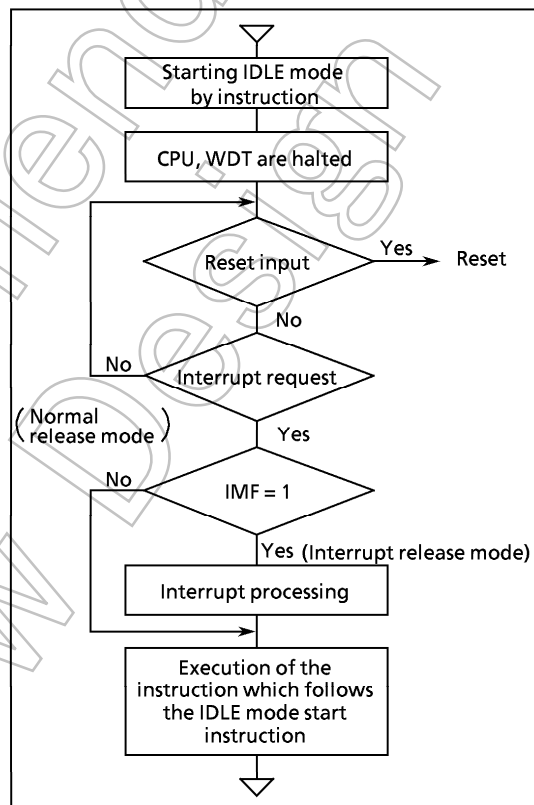 Starting IDLE mode
by instruction
CPU, WDT are halted
Reset input
Yes
Reset
No
Interrupt request
No
Yes
(Normal
release mode)
IMF = 1
No
Yes (Interrupt release mode)
Interrupt processing
Execution of the
instruction which follows
the IDLE mode start
instruction